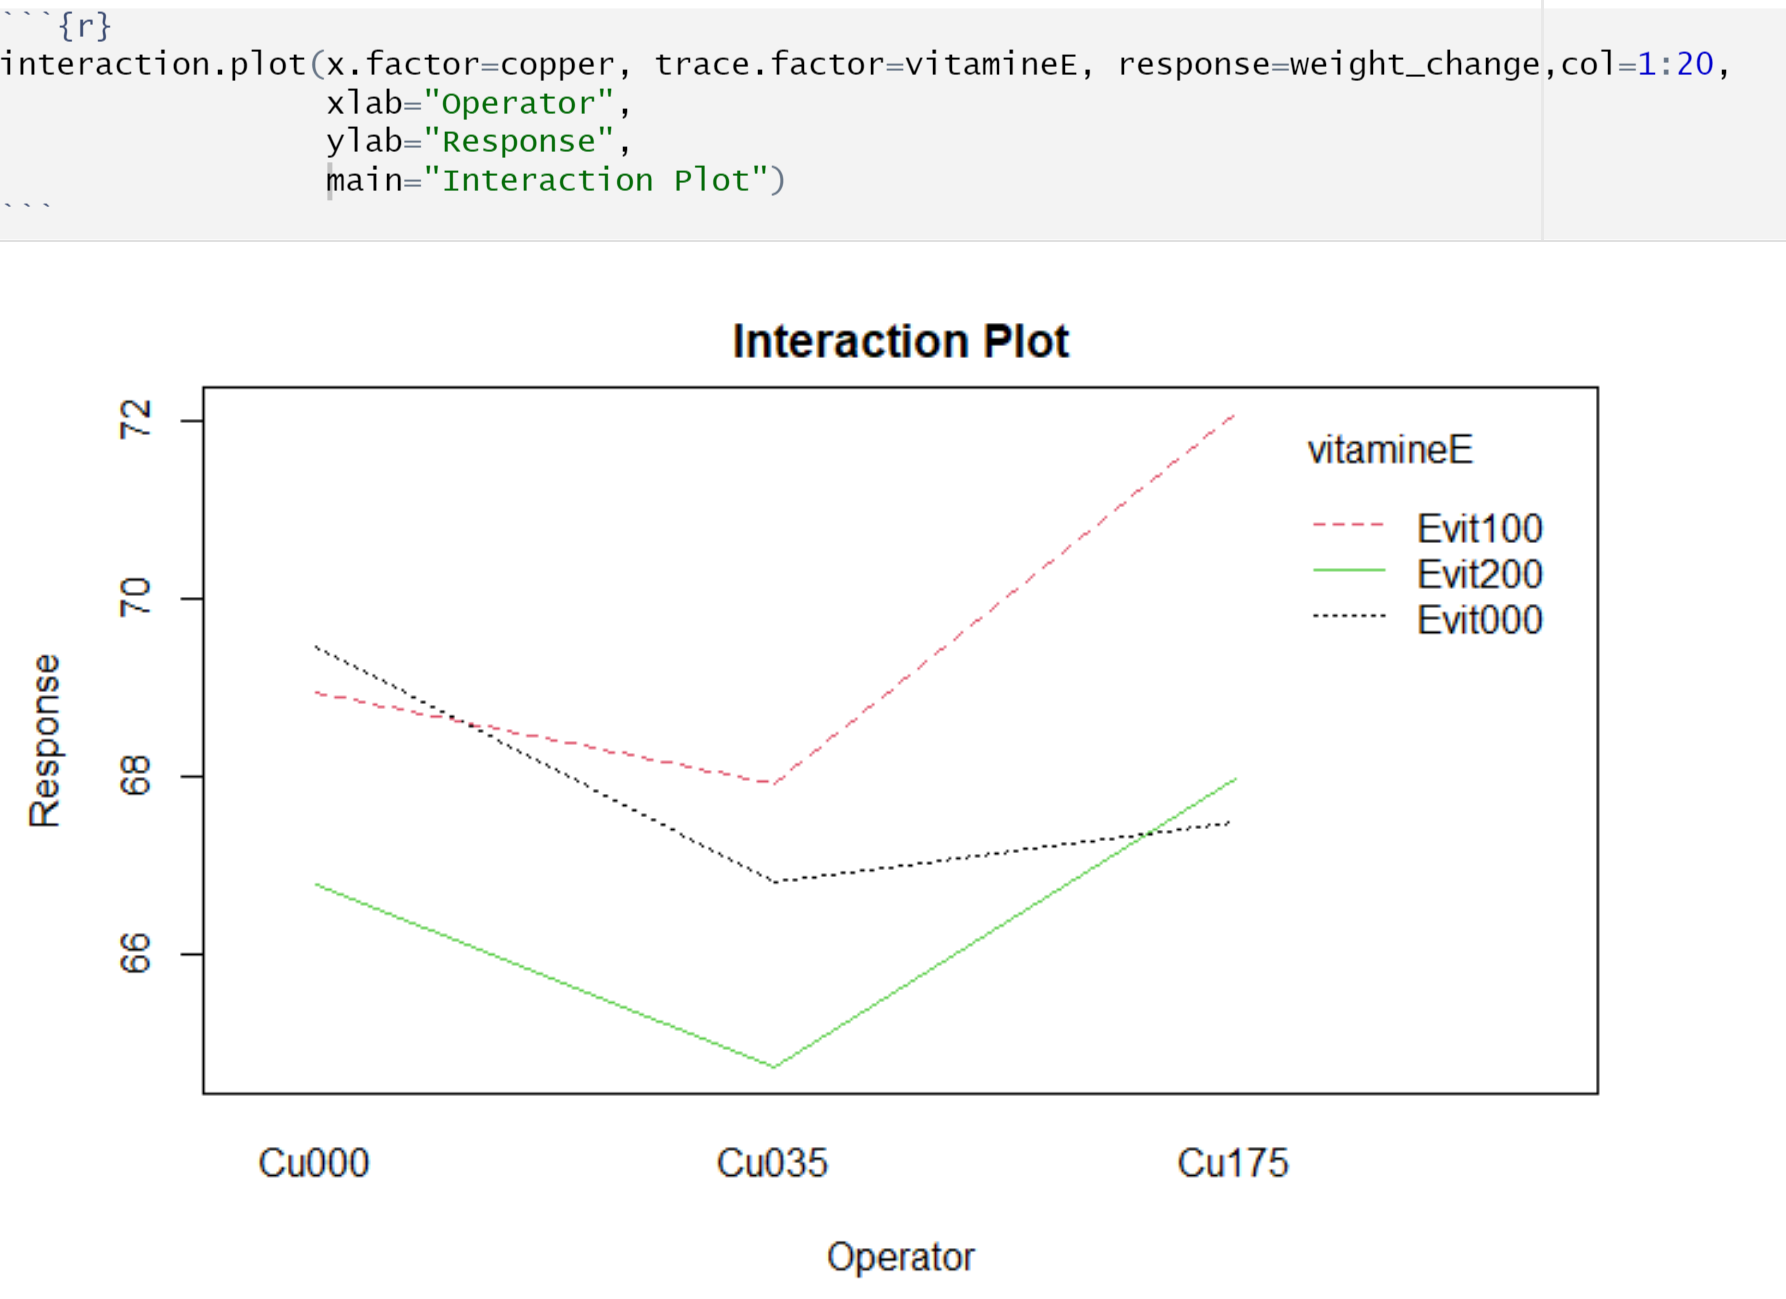 ```{r}
interaction.plot(x.factor=copper, trace.factor=vitamineE, response=weight_change,col=1:20,
xlab="Operator",
ylab="Response",
main="Interaction Plot")
```
Interaction Plot
72
70
68
66
Response
vitamineE
Evit100
Evit200
Evit000
Cu000 Cu035 Cu175
Operator